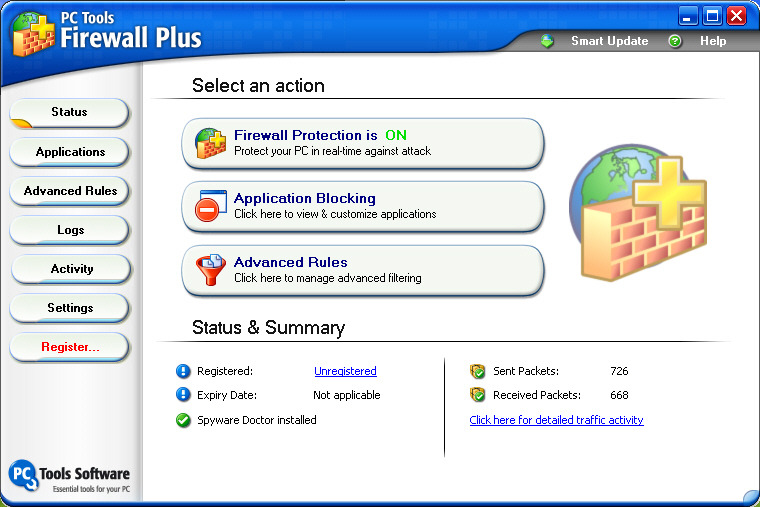 PC Tools
Firewall Plus
Smart Update
Help
Status
Applications
Advanced Rules
Logs
Activity
Settings
Register...
Select an action
Firewall Protection is ON
Protect your PC in real-time against attack
Application Blocking
Click here to view & customize applications
Advanced Rules
Click here to manage advanced filtering
Status & Summary
Registered: Unregistered
Expiry Date: Not applicable
Spyware Doctor installed
Sent Packets: 726
Received Packets: 668
Click here for detailed traffic activity
PC Tools Software
Essential tools for your PC